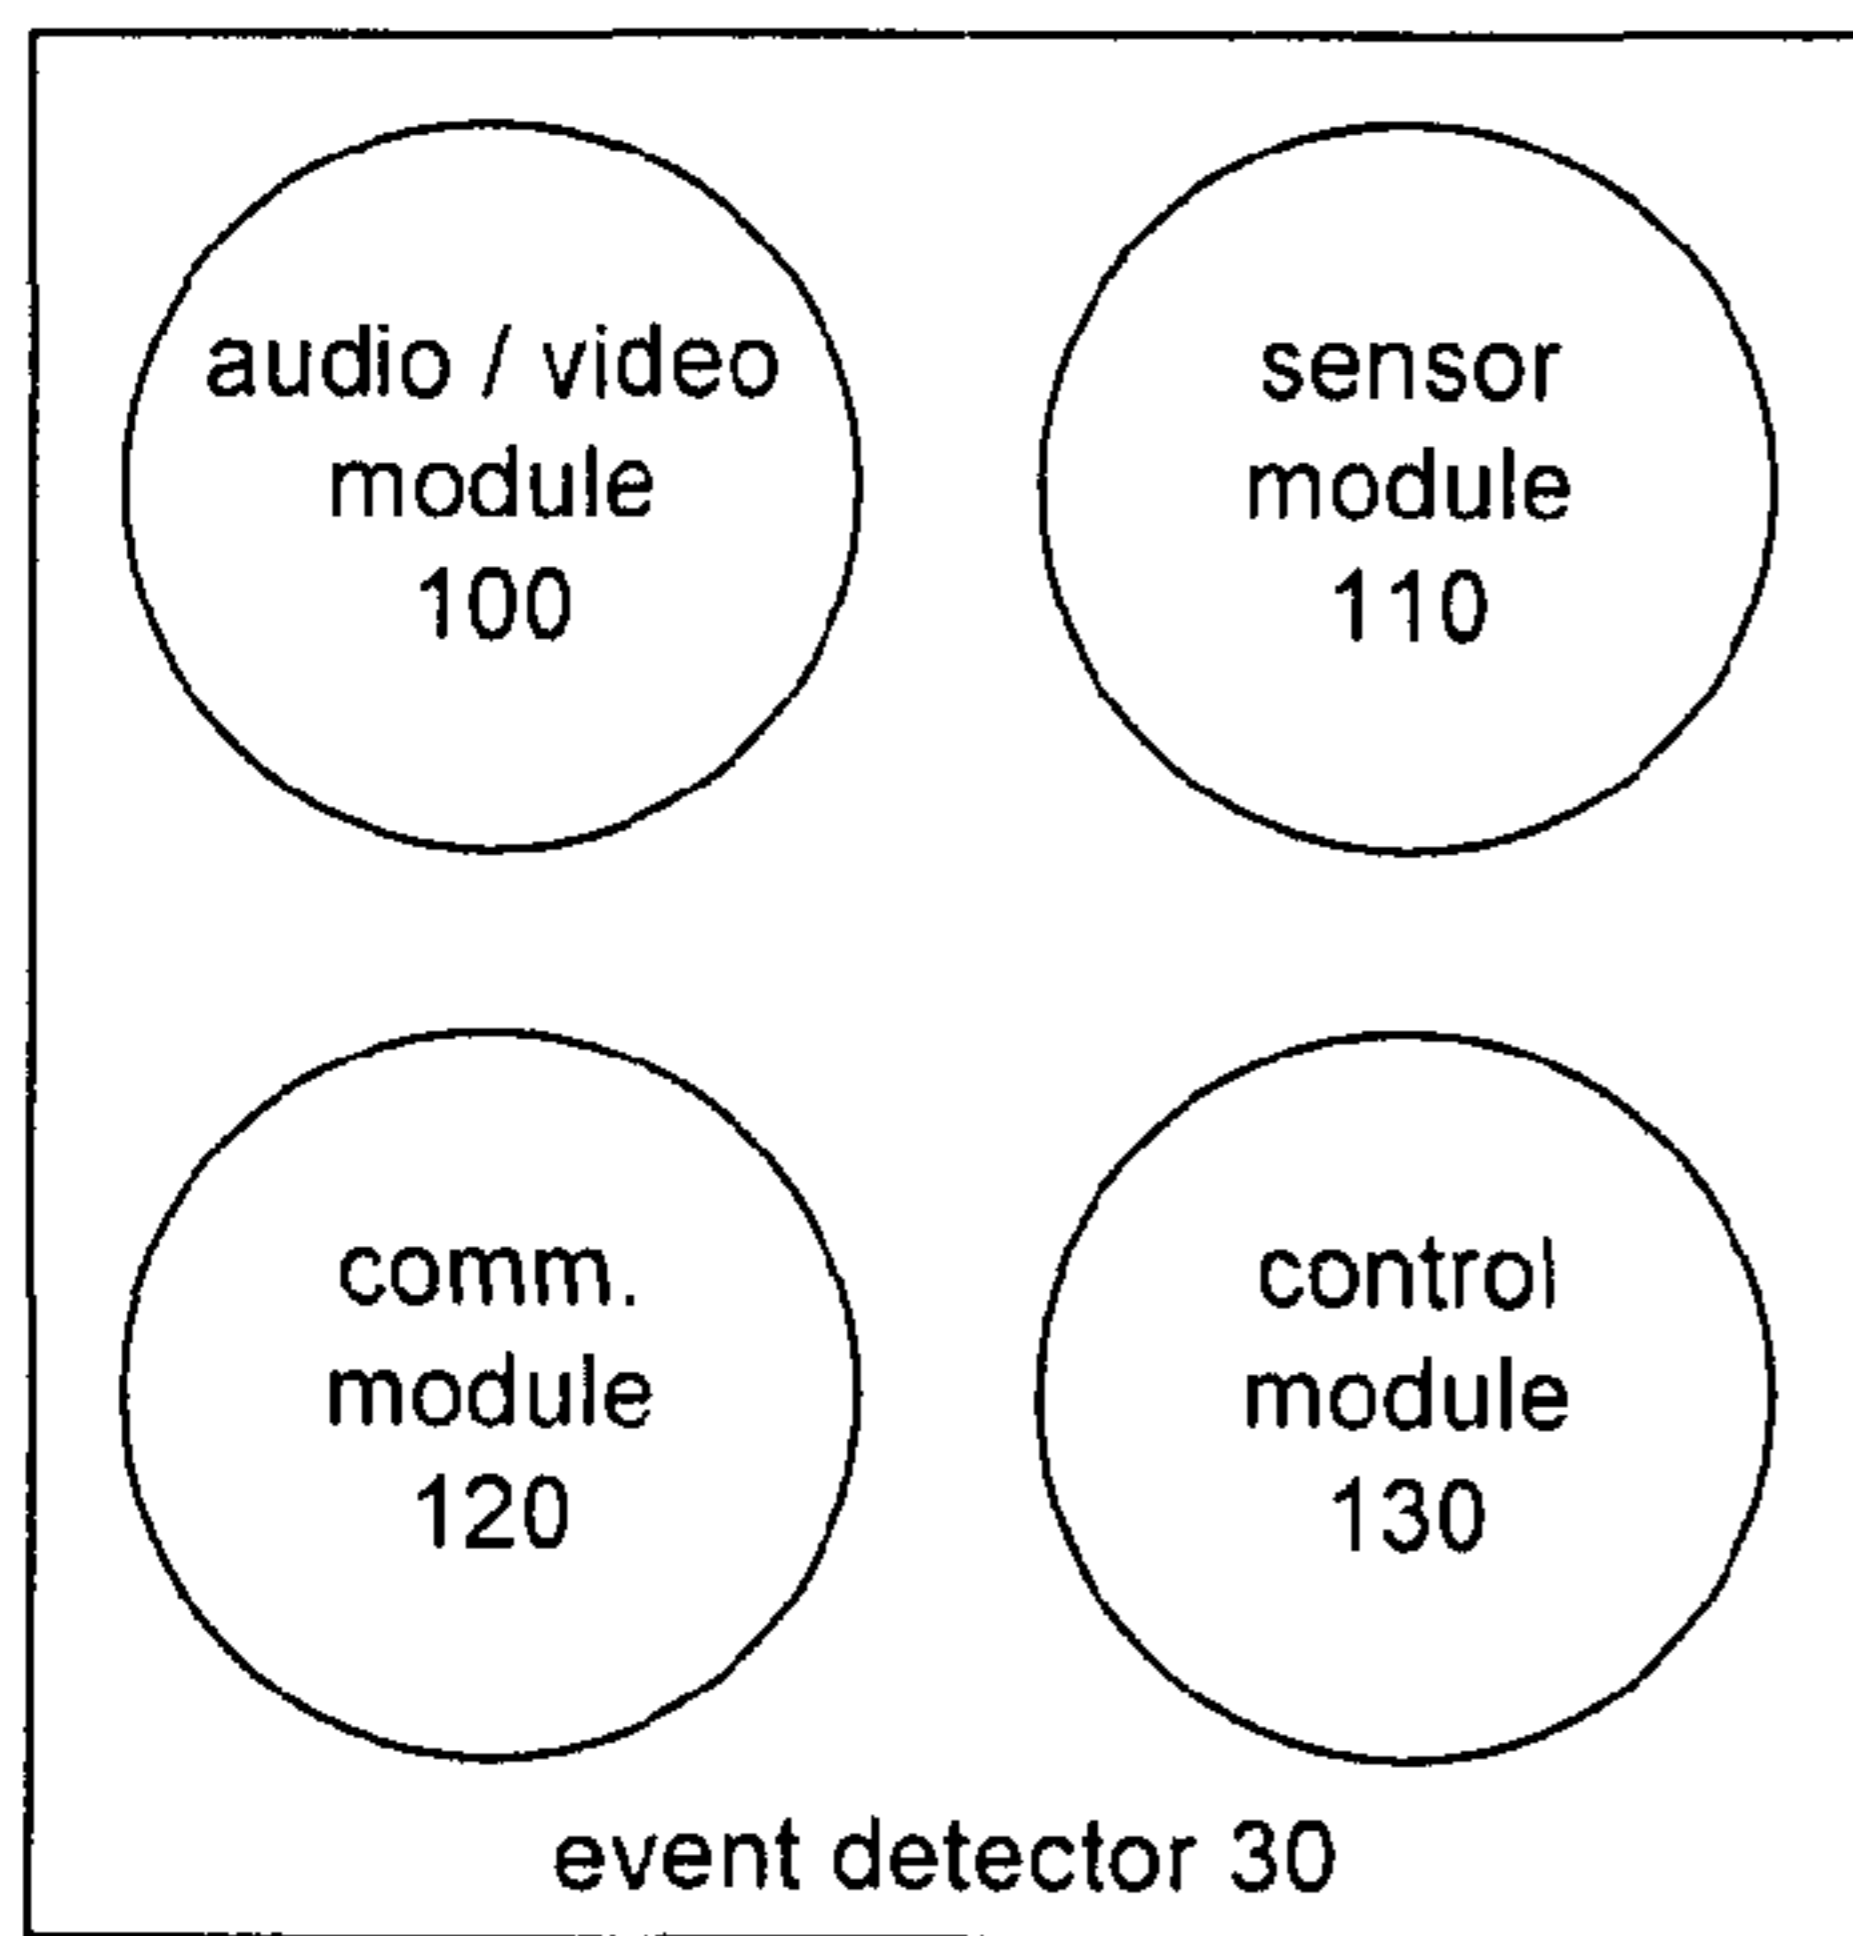 audio / video
module
100
sensor
module
110
comm.
module
120
control
module
130
event detector 30